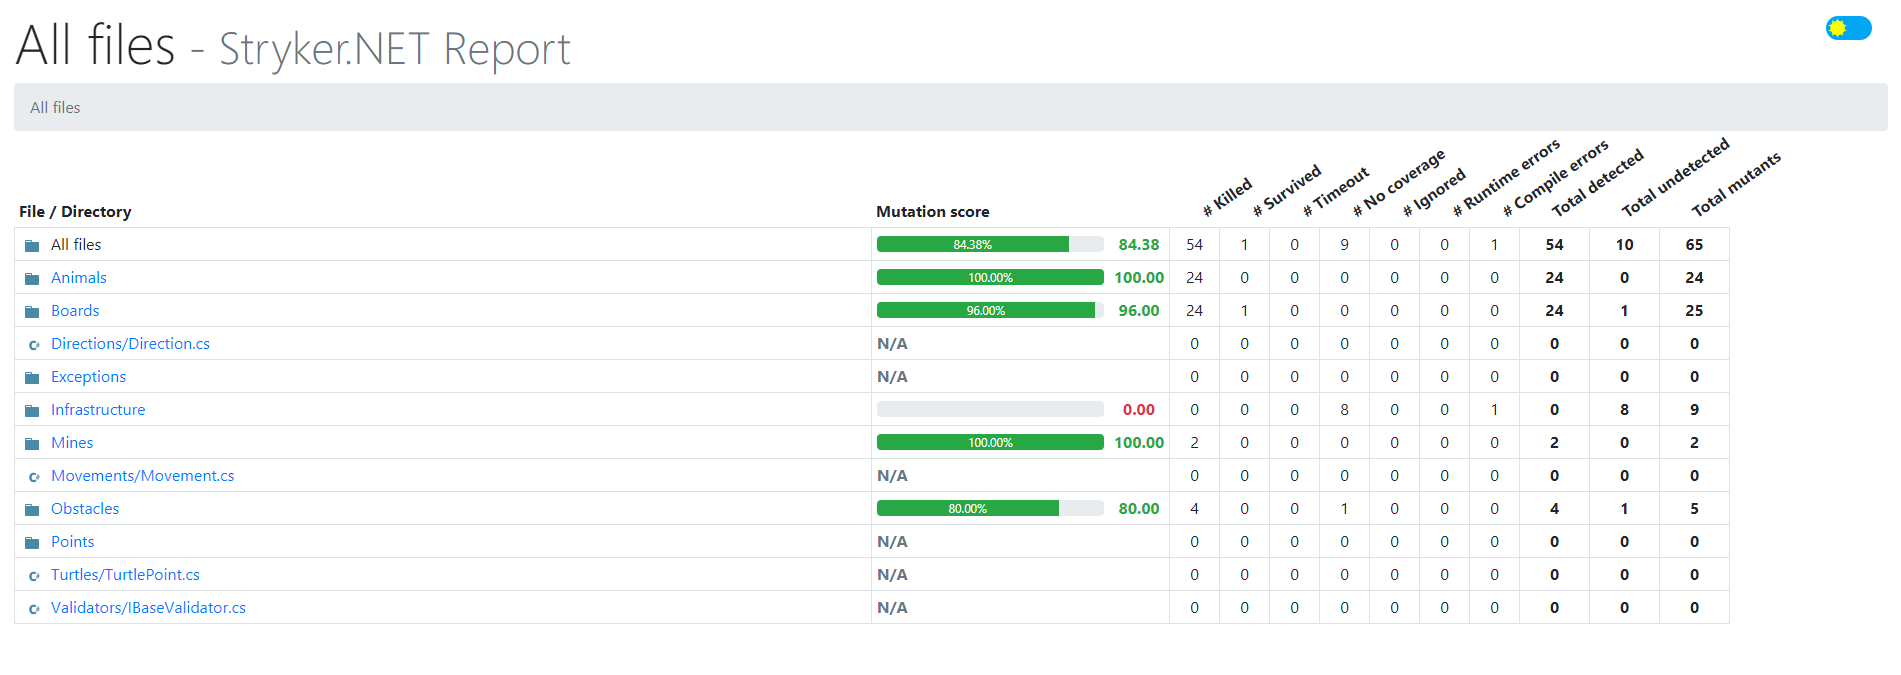 All files - Stryker.NET Report
All files
File / Directory Mutation score # Killed # Survived # Timeout # No coverage # Ignored # Runtime errors # Compile errors Total detected Total undetected Total mutants
All files 84.38% 84.38 54 1 0 9 0 0 1 54 10 65
Animals 100.00% 100.00 24 0 0 0 0 0 0 24 0 24
Boards 96.00% 96.00 24 1 0 0 0 0 0 24 1 25
Directions/Direction.cs N/A 0 0 0 0 0 0 0 0 0 0
Exceptions N/A 0 0 0 0 0 0 0 0 0 0
Infrastructure 0.00 0 0 0 8 0 0 1 0 8 9
Mines 100.00% 100.00 2 0 0 0 0 0 0 2 0 2
Movements/Movement.cs N/A 0 0 0 0 0 0 0 0 0 0
Obstacles 80.00% 80.00 4 0 0 1 0 0 0 4 1 5
Points N/A 0 0 0 0 0 0 0 0 0 0
Turtles/TurtlePoint.cs N/A 0 0 0 0 0 0 0 0 0 0
Validators/IBaseValidator.cs N/A 0 0 0 0 0 0 0 0 0 0